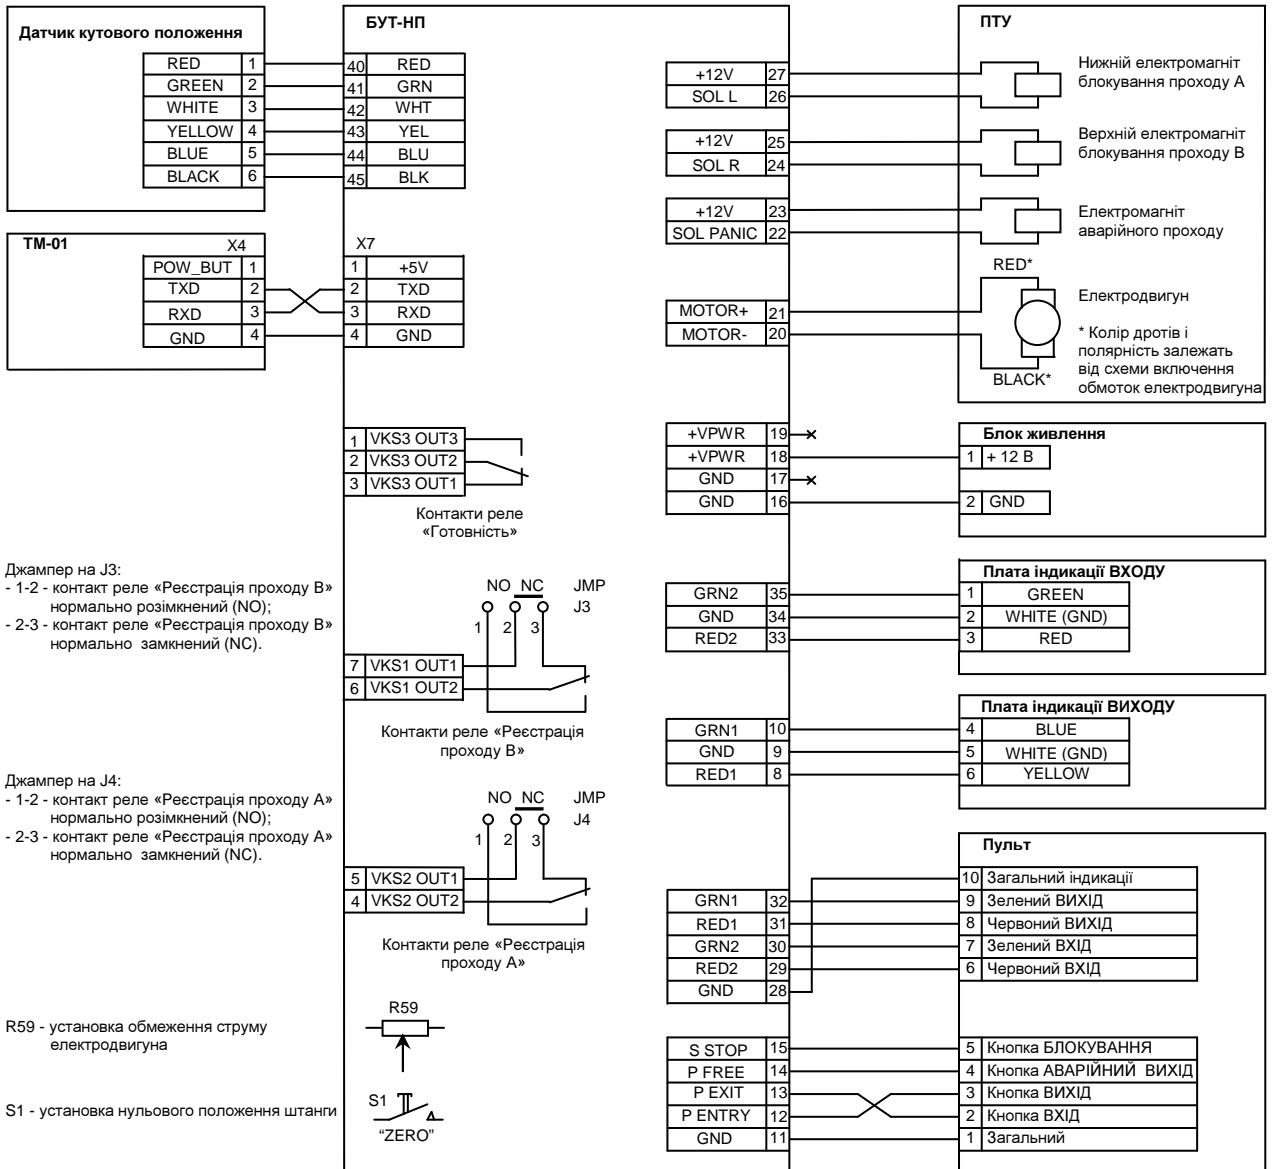 Датчик кутового положення
RED 1
GREEN 2
WHITE 3
YELLOW 4
BLUE 5
BLACK 6
ТМ-01
X4
POW_BUT 1
TXD 2
RXD 3
GND 4
БУТ-НП
40 RED
41 GRN
42 WHT
43 YEL
44 BLU
45 BLK
X7
1 +5V
2 TXD
3 RXD
4 GND
1 VKS3 OUT3
2 VKS3 OUT2
3 VKS3 OUT1
Контакти реле
«Готовність»
Джампер на J3:
- 1-2 - контакт реле «Реєстрація проходу В»
нормально розімкнений (NO);
- 2-3 - контакт реле «Реєстрація проходу В»
нормально замкнений (NC).
NO NC JMP
J3
1 2 3
7 VKS1 OUT1
6 VKS1 OUT2
Контакти реле «Реєстрація
проходу В»
Джампер на J4:
- 1-2 - контакт реле «Реєстрація проходу А»
нормально розімкнений (NO);
- 2-3 - контакт реле «Реєстрація проходу А»
нормально замкнений (NC).
NO NC JMP
J4
1 2 3
5 VKS2 OUT1
4 VKS2 OUT2
Контакти реле «Реєстрація
проходу А»
R59
R59 - установка обмеження струму
електродвигуна
S1
S1 - установка нульового положення штанги
“ZERO”
+12V 27
SOL L 26
+12V 25
SOL R 24
+12V 23
SOL PANIC 22
MOTOR+ 21
MOTOR- 20
+VPWR 19
+VPWR 18
GND 17
GND 16
GRN2 35
GND 34
RED2 33
GRN1 10
GND 9
RED1 8
GRN1 32
RED1 31
GRN2 30
RED2 29
GND 28
S STOP 15
P FREE 14
P EXIT 13
P ENTRY 12
GND 11
ПТУ
Нижній електромагніт
блокування проходу А
Верхній електромагніт
блокування проходу В
Електромагніт
аварійного проходу
RED*
Електродвигун
* Колір дротів і
полярність залежать
від схеми включення
обмоток електродвигуна
BLACK*
Блок живлення
1 + 12 В
2 GND
Плата індикації ВХОДУ
1 GREEN
2 WHITE (GND)
3 RED
Плата індикації ВИХОДУ
4 BLUE
5 WHITE (GND)
6 YELLOW
Пульт
10 Загальний індикації
9 Зелений ВИХІД
8 Червоний ВИХІД
7 Зелений ВХІД
6 Червоний ВХІД
5 Кнопка БЛОКУВАННЯ
4 Кнопка АВАРІЙНИЙ ВИХІД
3 Кнопка ВИХІД
2 Кнопка ВХІД
1 Загальний